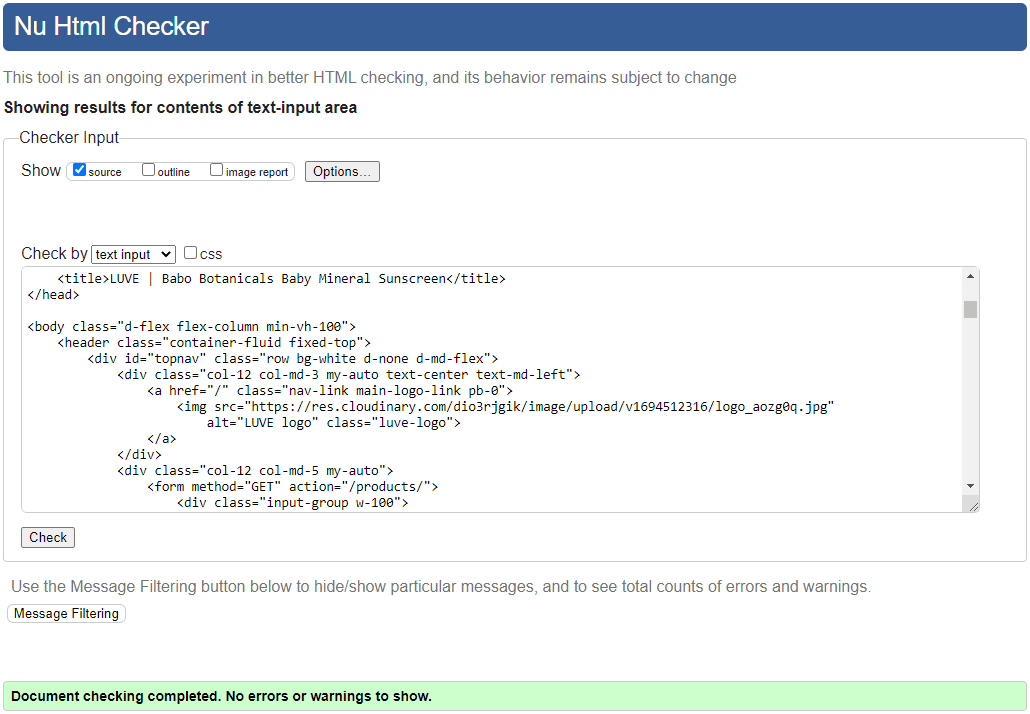 Nu Html Checker
This tool is an ongoing experiment in better HTML checking, and its behavior remains subject to change
Showing results for contents of text-input area
Checker Input
Show source outline image report Options...
Check by text input css
<title>LUVE | Babo Botanicals Baby Mineral Sunscreen</title>
</head>
<body class="d-flex flex-column min-vh-100">
<header class="container-fluid fixed-top">
<div id="topnav" class="row bg-white d-none d-md-flex">
<div class="col-12 col-md-3 my-auto text-center text-md-left">
<a href="/" class="nav-link main-logo-link pb-0">
<img src="https://res.cloudinary.com/dio3rjgik/image/upload/v1694512316/logo_aozg0q.jpg"
alt="LUVE logo" class="luve-logo">
</a>
</div>
<div class="col-12 col-md-5 my-auto">
<form method="GET" action="/products/">
<div class="input-group w-100">
Check
Use the Message Filtering button below to hide/show particular messages, and to see total counts of errors and warnings.
Message Filtering
Document checking completed. No errors or warnings to show.